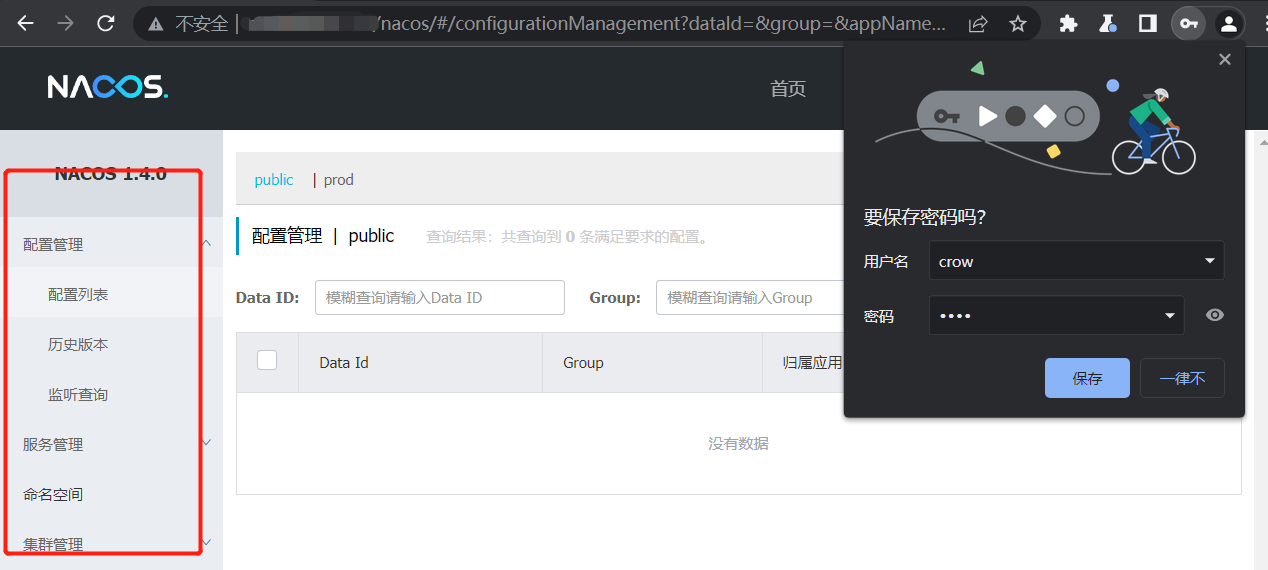 不安全 | /nacos/#/configurationManagement?dataId=&group=&appName...
NACOS.
首页
NACOS 1.4.0
配置管理
配置列表
历史版本
监听查询
服务管理
命名空间
集群管理
public | prod
配置管理 | public 查询结果：共查询到 0 条满足要求的配置。
Data ID: 模糊查询请输入Data ID Group: 模糊查询请输入Group
Data Id Group 归属应用
没有数据
要保存密码吗？
用户名 crow
密码 ••••
保存 一律不